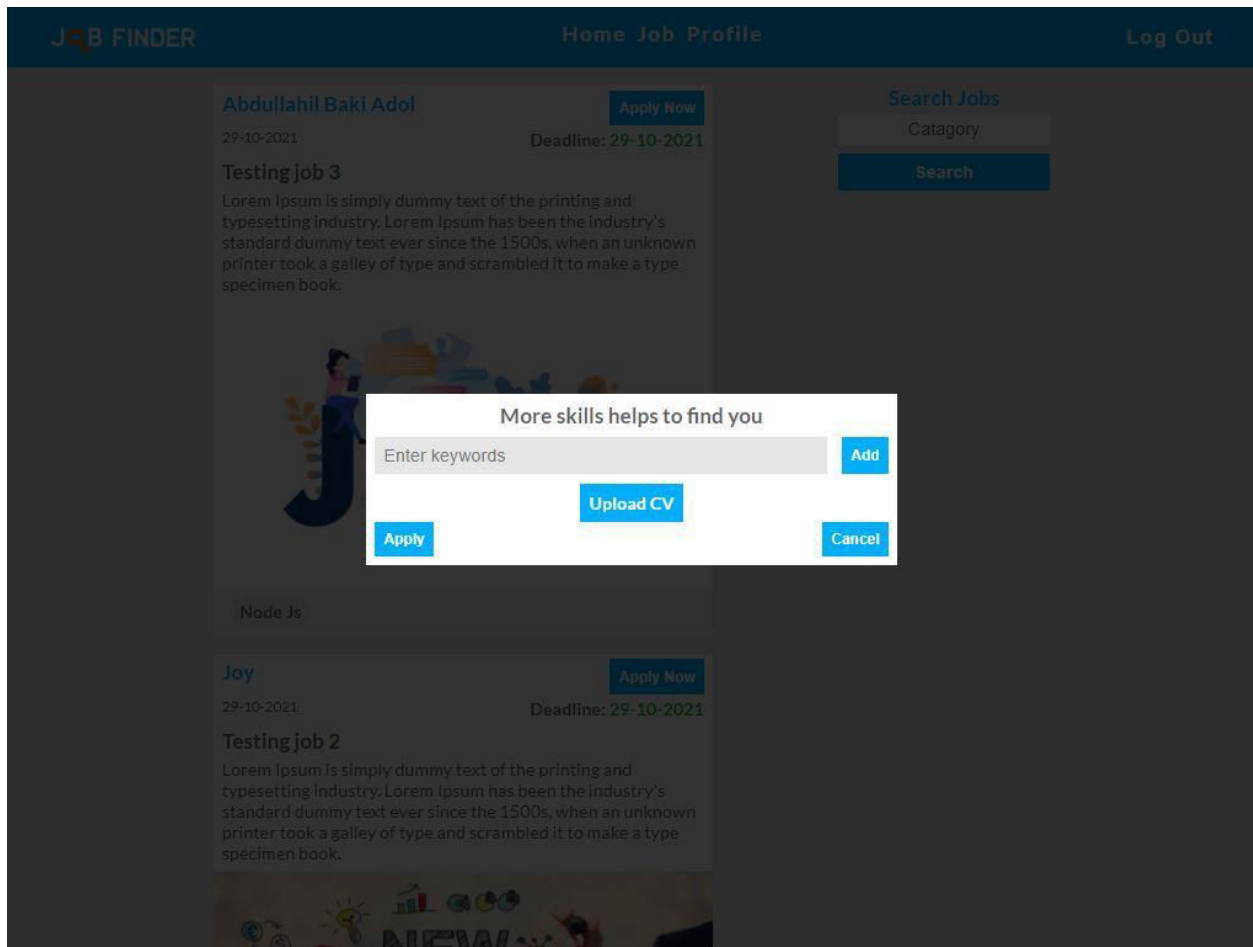 JOB FINDER
Home Job Profile
Log Out
Abdullahil Baki Adol
Apply Now
29-10-2021
Deadline: 29-10-2021
Testing job 3
Lorem Ipsum is simply dummy text of the printing and
typesetting industry. Lorem Ipsum has been the industry's
standard dummy text ever since the 1500s, when an unknown
printer took a galley of type and scrambled it to make a type
specimen book.
Search Jobs
Catagory
Search
More skills helps to find you
Enter keywords
Add
Upload CV
Apply
Cancel
Node Js
Joy
Apply Now
29-10-2021
Deadline: 29-10-2021
Testing job 2
Lorem Ipsum is simply dummy text of the printing and
typesetting industry. Lorem Ipsum has been the industry's
standard dummy text ever since the 1500s, when an unknown
printer took a galley of type and scrambled it to make a type
specimen book.
NEW